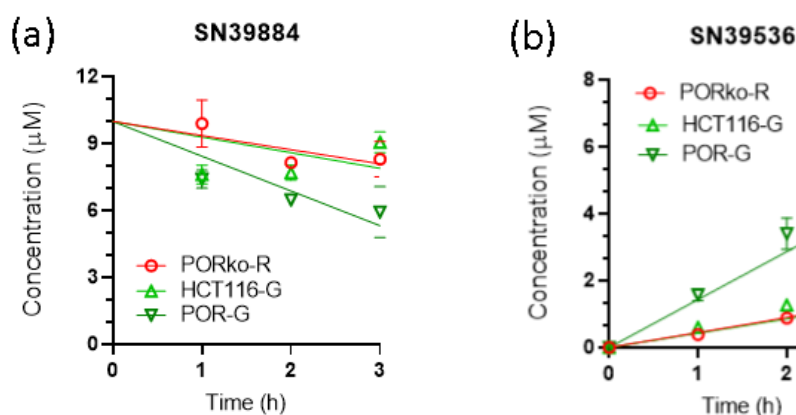 (a)
SN39884
Concentration (μM)
12
9
6
3
0
PORko-R
HCT116-G
POR-G
0 1 2 3
Time (h)
(b)
SN39536
Concentration (μM)
8
6
4
2
0
PORko-R
HCT116-G
POR-G
0 1 2
Time (h)